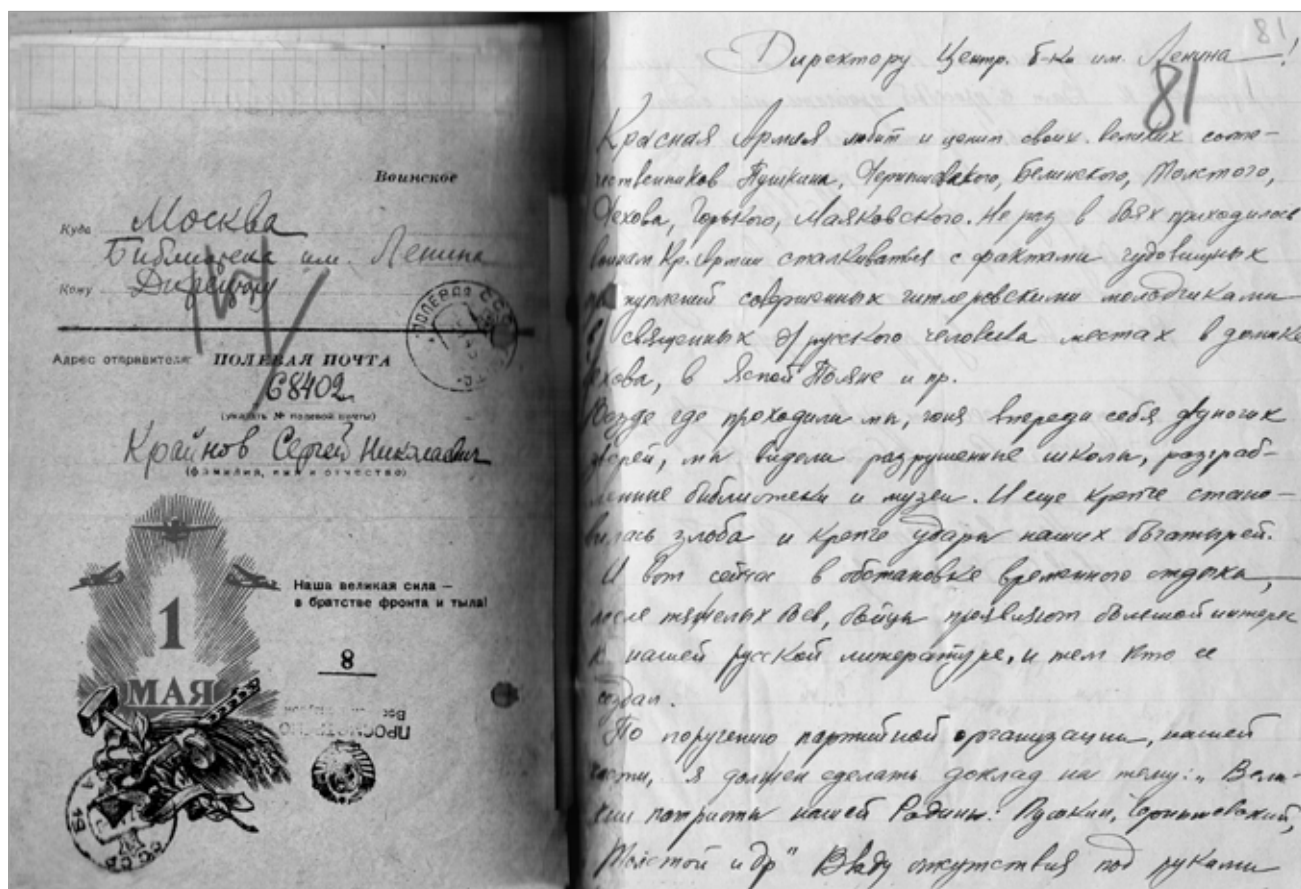 Воинское
Куда Москва
Библиотека им. Ленина
Кому Директору
Адрес отправителя: ПОЛЕВАЯ ПОЧТА
68402
(указать № полевой почты)
Крайнов Сергей Николаевич
(фамилия, имя и отчество)
1
МАЯ
Наша великая сила —
в братстве фронта и тыла!
8
ПРОСМОТРЕНО
81
Директору Центр. б-ки им. Ленина!
81
Красная Армия любит и ценит своих великих сооте-
чественников Пушкина, Чернышевского, Белинского, Толстого,
Чехова, Горького, Маяковского. Не раз в боях приходилось
воинам Кр. Армии сталкиваться с фактами чудовищных
преступлений совершенных гитлеровскими молодчиками
в священных д/русского человека местах в домике
Чехова, в Ясной Поляне и пр.
Везде где проходили мы, гоня впереди себя двуногих
зверей, мы видели разрушенные школы, разграб-
ленные библиотеки и музеи. И еще крепче стано-
вилась злоба и крепче удары наших богатырей.
И вот сейчас в обстановке временного отдыха,
после тяжелых боев, бойцы проявляют большой интерес
к нашей русской литературе, и тем кто ее
создал.
По поручению партийной организации, нашей
части, я должен сделать доклад на тему: "Вели-
кии патриоты нашей Родины: Пушкин, Чернышевский,
Толстой и др" Ввиду отсутствия под руками